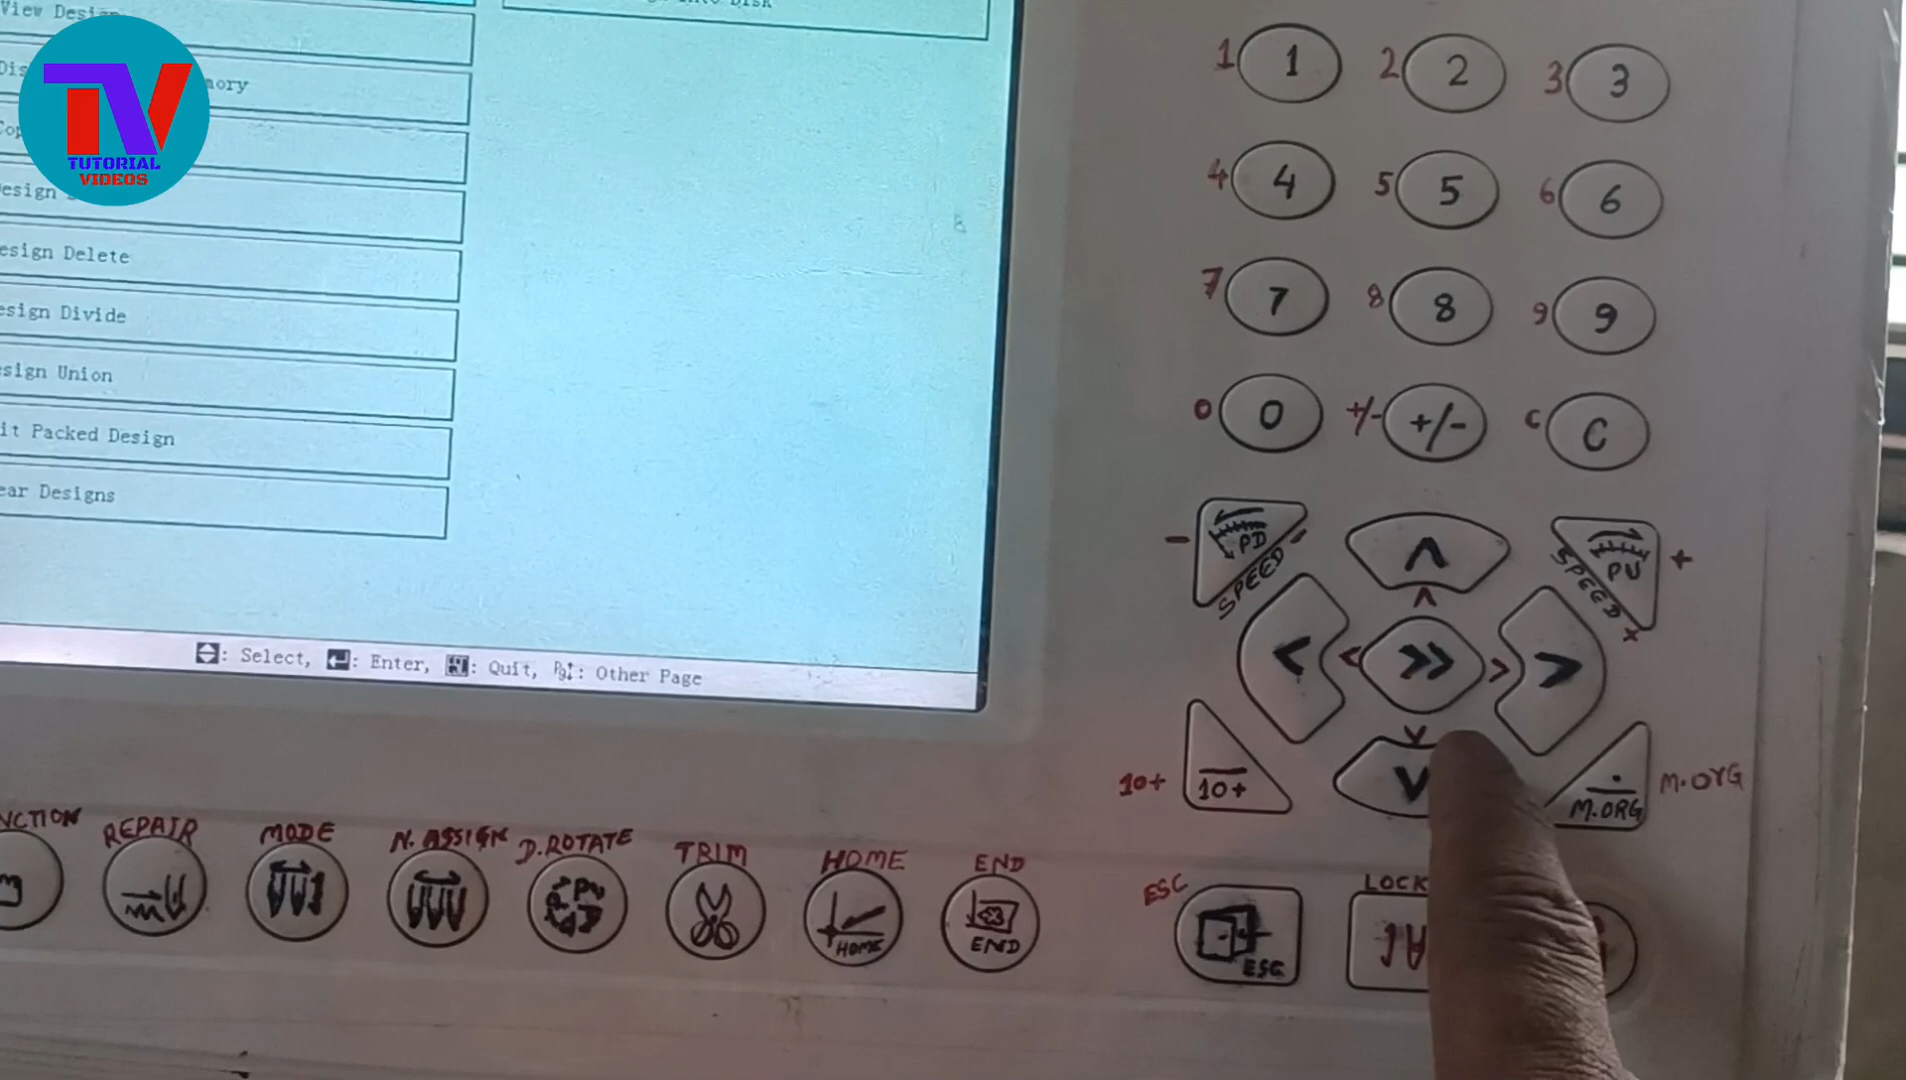 View
TV
TUTORIAL
VIDEOS
Disk
esign
esign Delete
esign Divide
esign Union
it Packed Design
ear Designs
: Select, : Enter, : Quit, : Other Page
1 1 2 2 3 3
4 4 5 5 6 6
7 7 8 8 9 9
0 0 +/- +/- C C
- PD - ^ PU +
SPEED ^ SPEED +
< < >> > >
10+ 10+ v v M.ORG M.ORG
NCTION REPAIR MODE N.ASSIGN D.ROTATE TRIM HOME END ESC LOCK
HOME END ESC